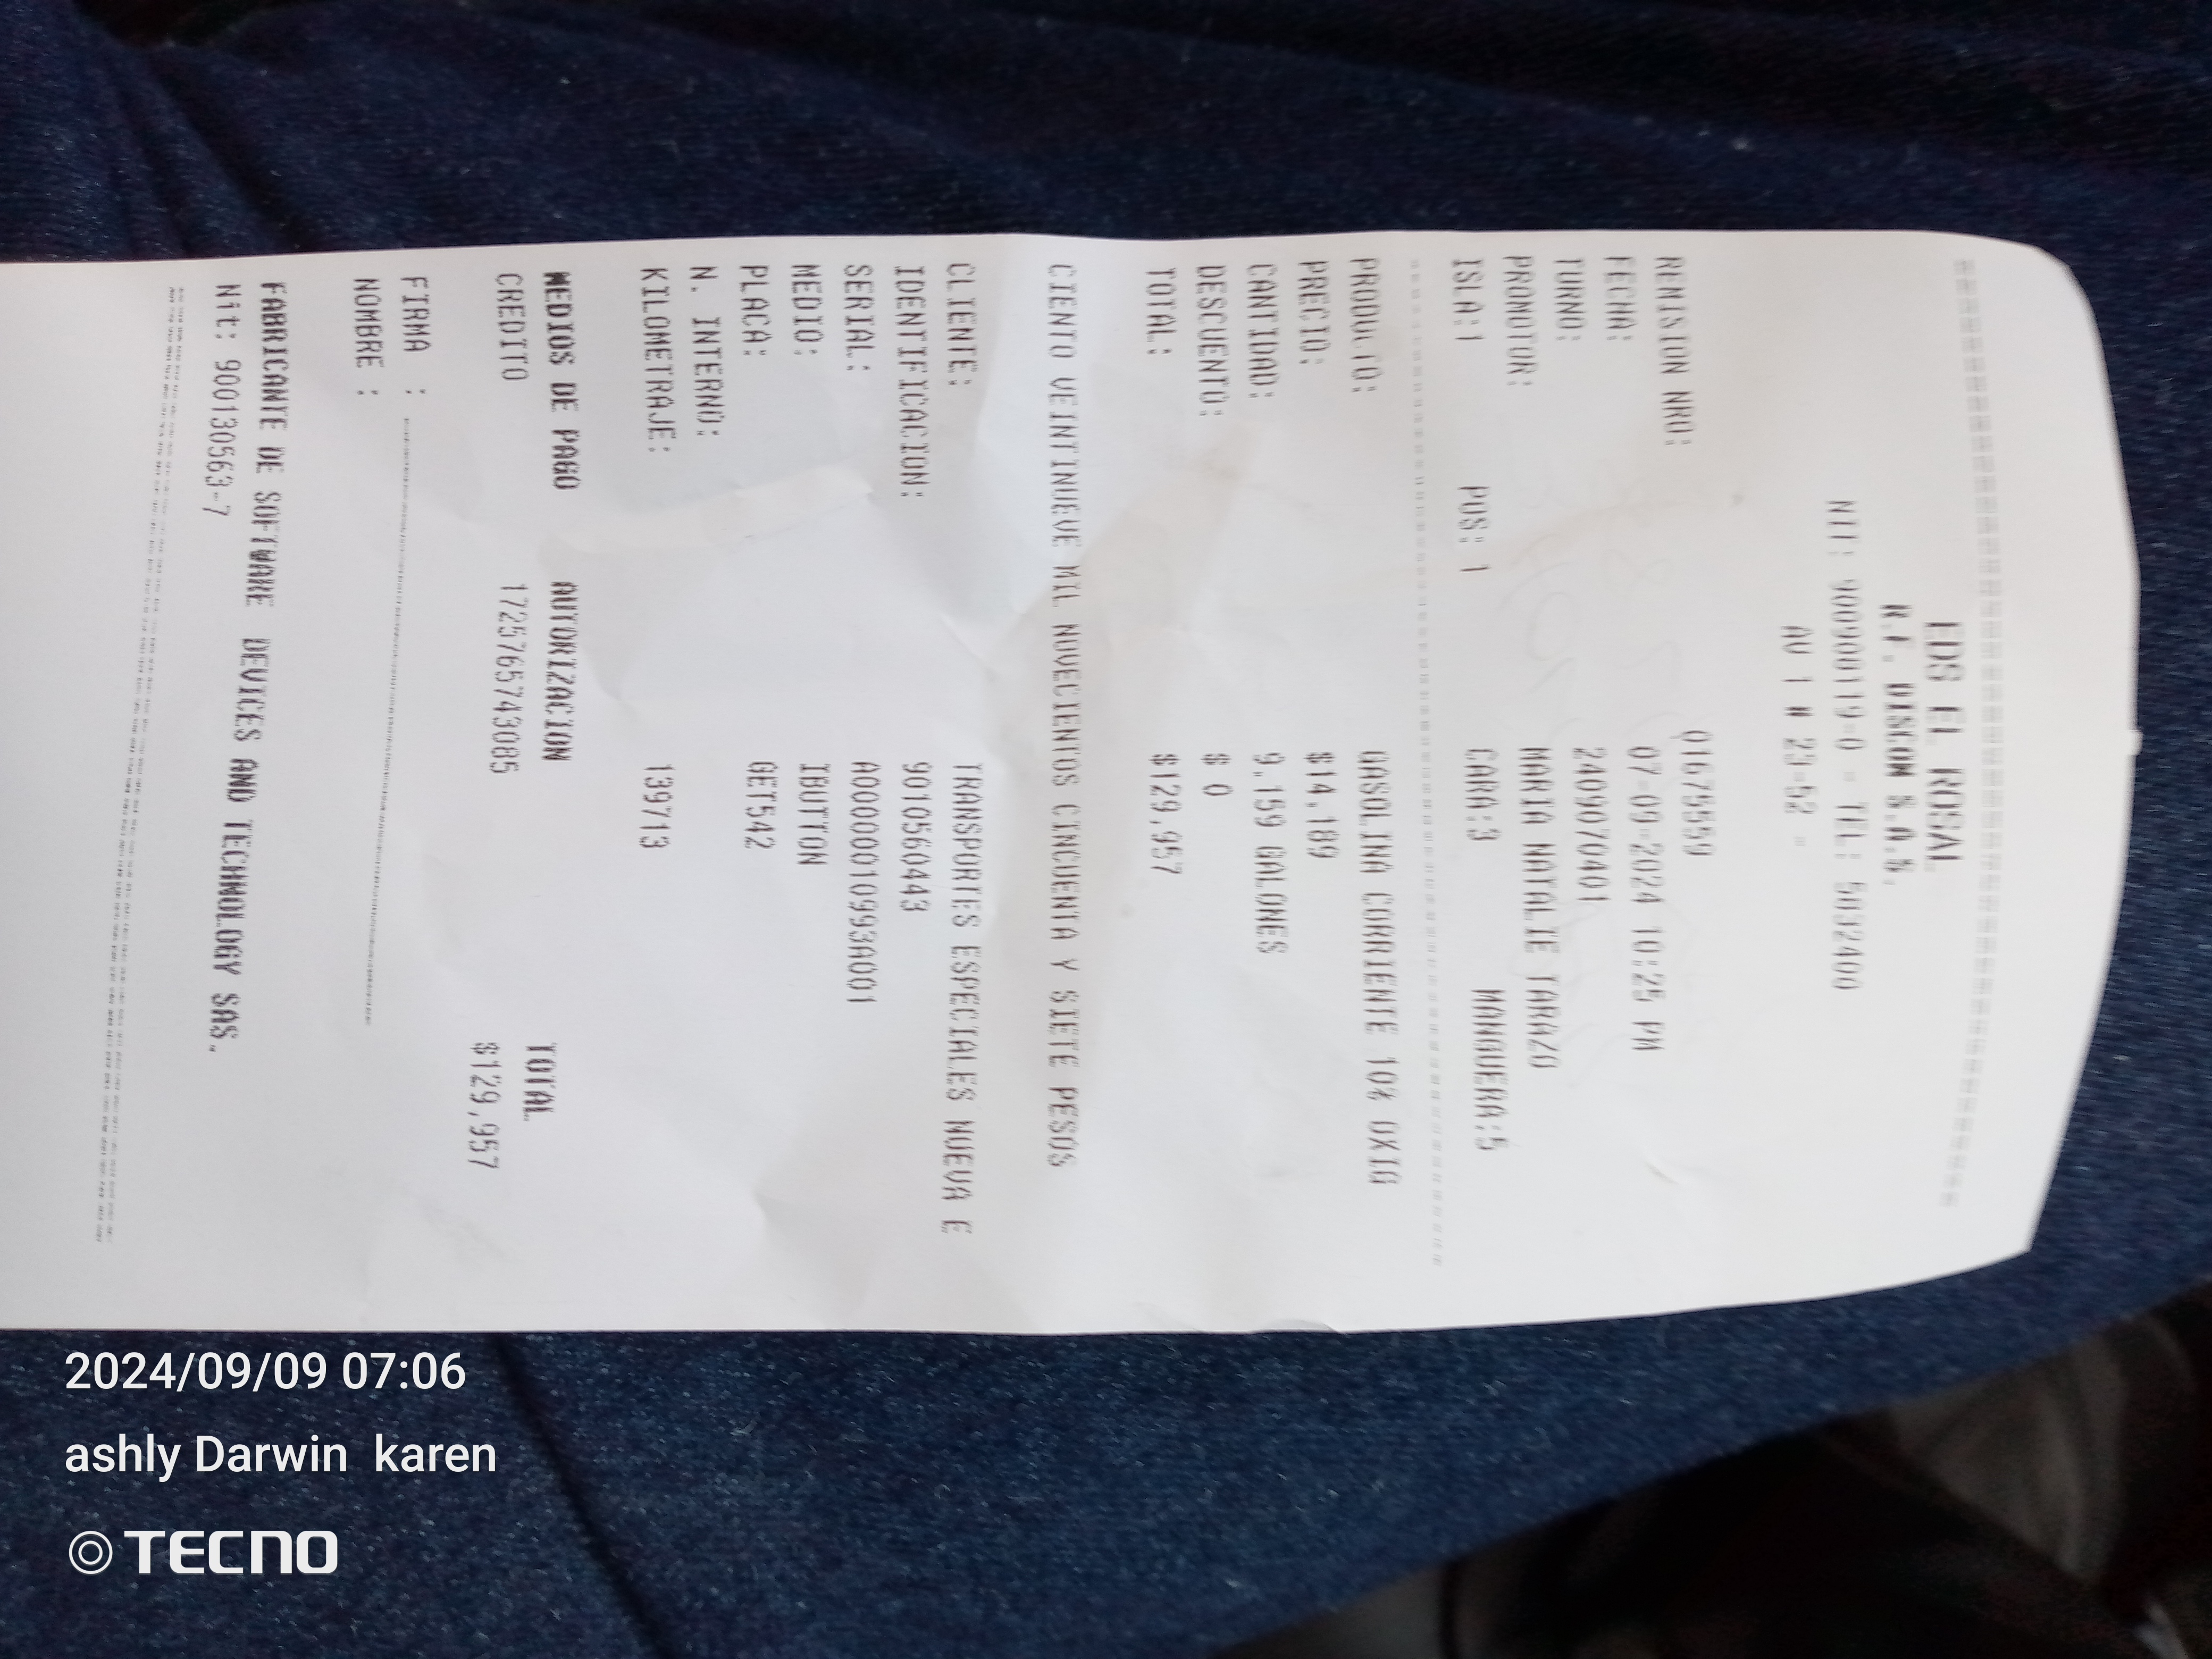 EDS EL ROSAL
R.F. DISCOM S.A.S.
NIT: 900900119-0 - TEL: 5092400
AV 1 # 23-52 -
REMISION NRO: Q1675559
FECHA: 07-09-2024 10:25 PM
TURNO: 2409070401
PROMOTOR: MARIA NATALIE TARAZO
ISLA:1 POS: 1 CARA:3 MANGUERA:5
PRODUCTO: GASOLINA CORRIENTE 10% OXIG
PRECIO: $14,189
CANTIDAD: 9.159 GALONES
DESCUENTO: $ 0
TOTAL: $129,957
CIENTO VEINTINUEVE MIL NOVECIENTOS CINCUENTA Y SIETE PESOS
CLIENTE: TRANSPORTES ESPECIALES NUEVA E
IDENTIFICACION: 9010560443
SERIAL: A00000010993A001
MEDIO: IBUTTON
PLACA: GET542
N. INTERNO:
KILOMETRAJE: 139713
MEDIOS DE PAGO AUTORIZACION TOTAL
CREDITO 1725765743085 $129,957
FIRMA :
NOMBRE :
FABRICANTE DE SOFTWARE DEVICES AND TECHNOLOGY SAS.
Nit: 900130563-7
2024/09/09 07:06
ashly Darwin karen
TECNO